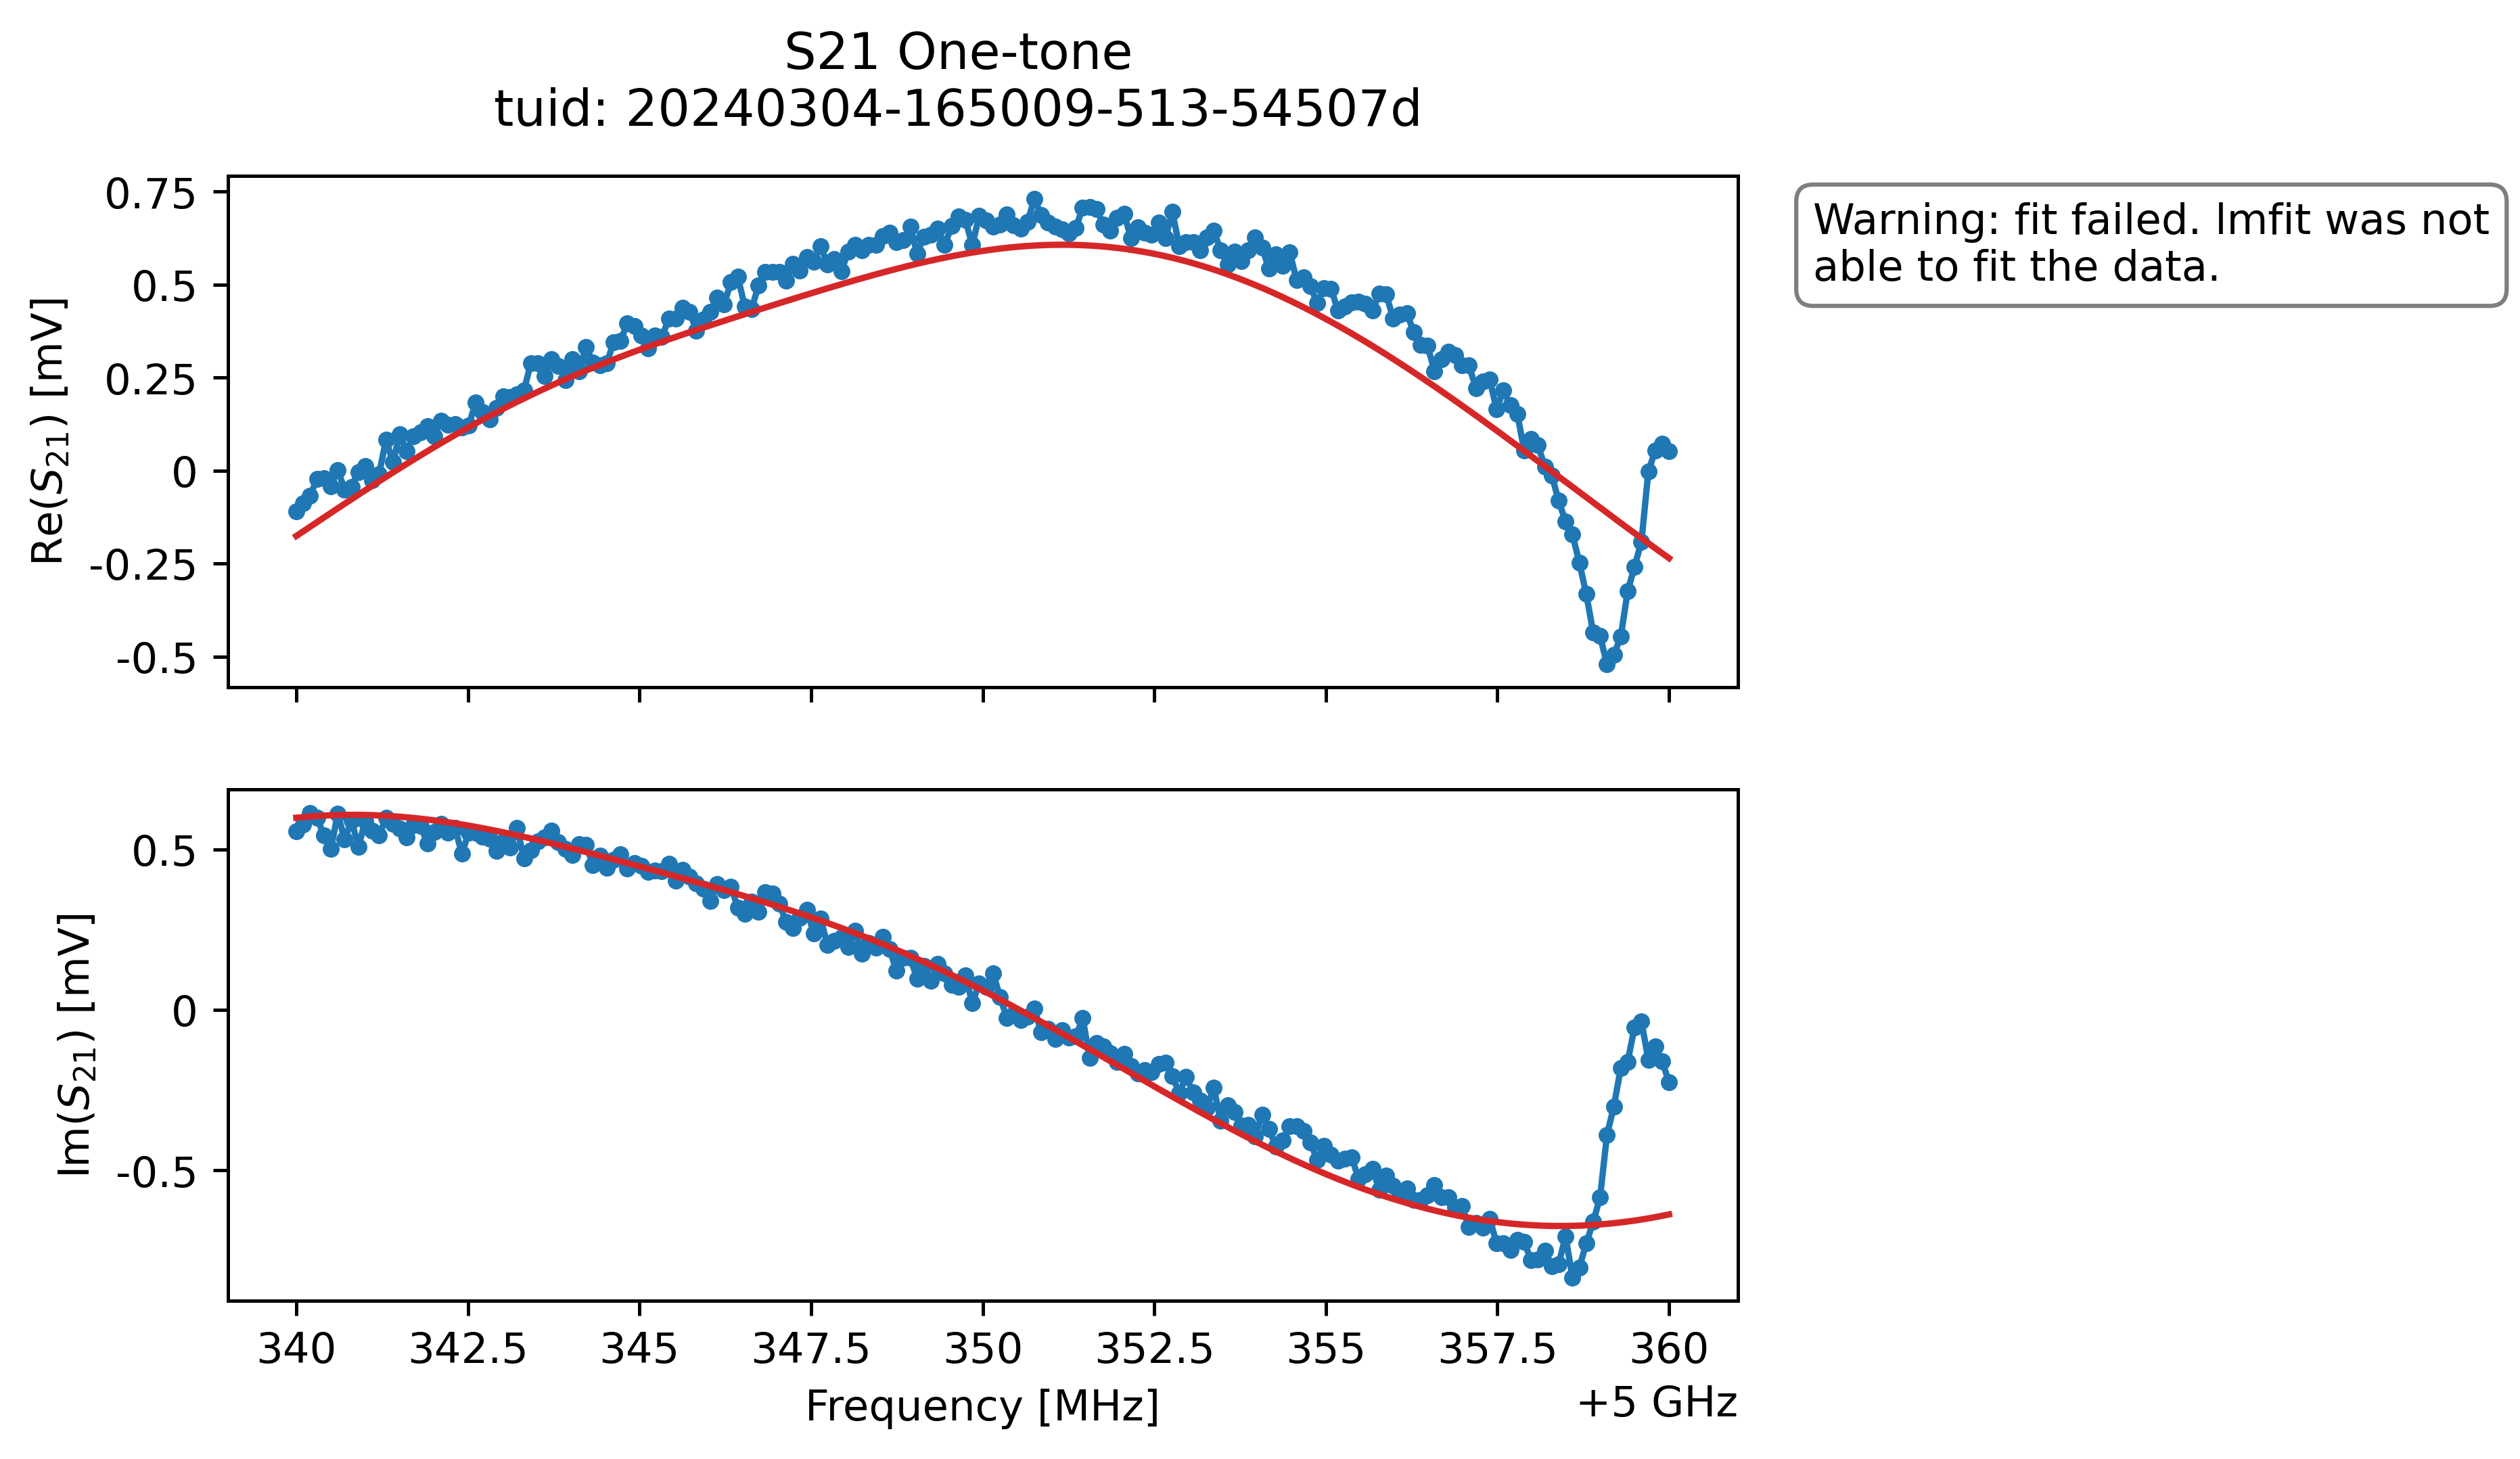 S21 One-tone
tuid: 20240304-165009-513-54507d
Warning: fit failed. lmfit was not
able to fit the data.
Re(S₂₁) [mV]
0.75
0.5
0.25
0
-0.25
-0.5
Im(S₂₁) [mV]
0.5
0
-0.5
340 342.5 345 347.5 350 352.5 355 357.5 360
Frequency [MHz]
+5 GHz